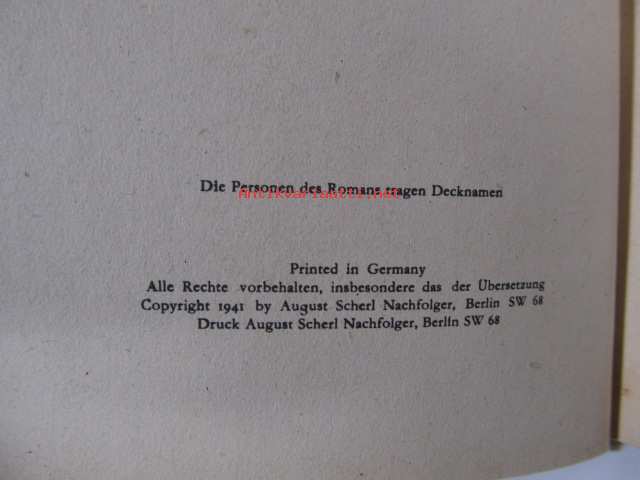 Die Personen des Romans tragen Decknamen
Printed in Germany
Alle Rechte vorbehalten, insbesondere das der Übersetzung
Copyright 1941 by August Scherl Nachfolger, Berlin SW 68
Druck August Scherl Nachfolger, Berlin SW 68